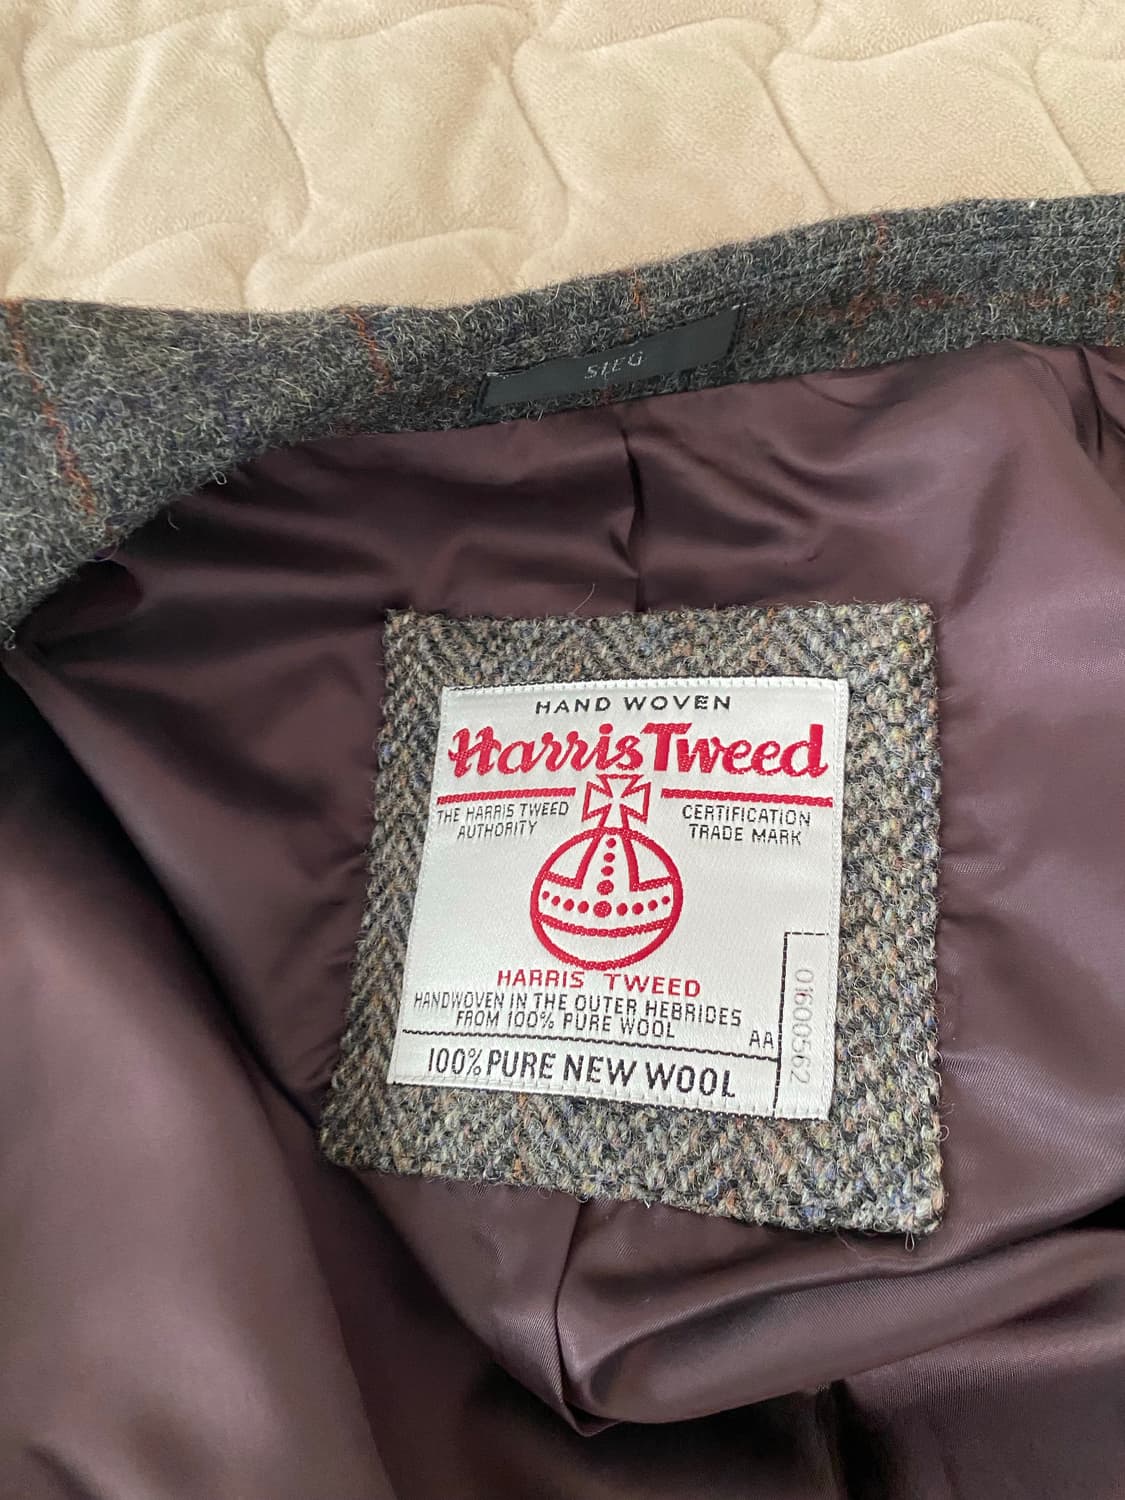 SIEG
HAND WOVEN
Harris Tweed
THE HARRIS TWEED
AUTHORITY
CERTIFICATION
TRADE MARK
HARRIS TWEED
HANDWOVEN IN THE OUTER HEBRIDES
FROM 100% PURE WOOL
AA
100% PURE NEW WOOL
01600562